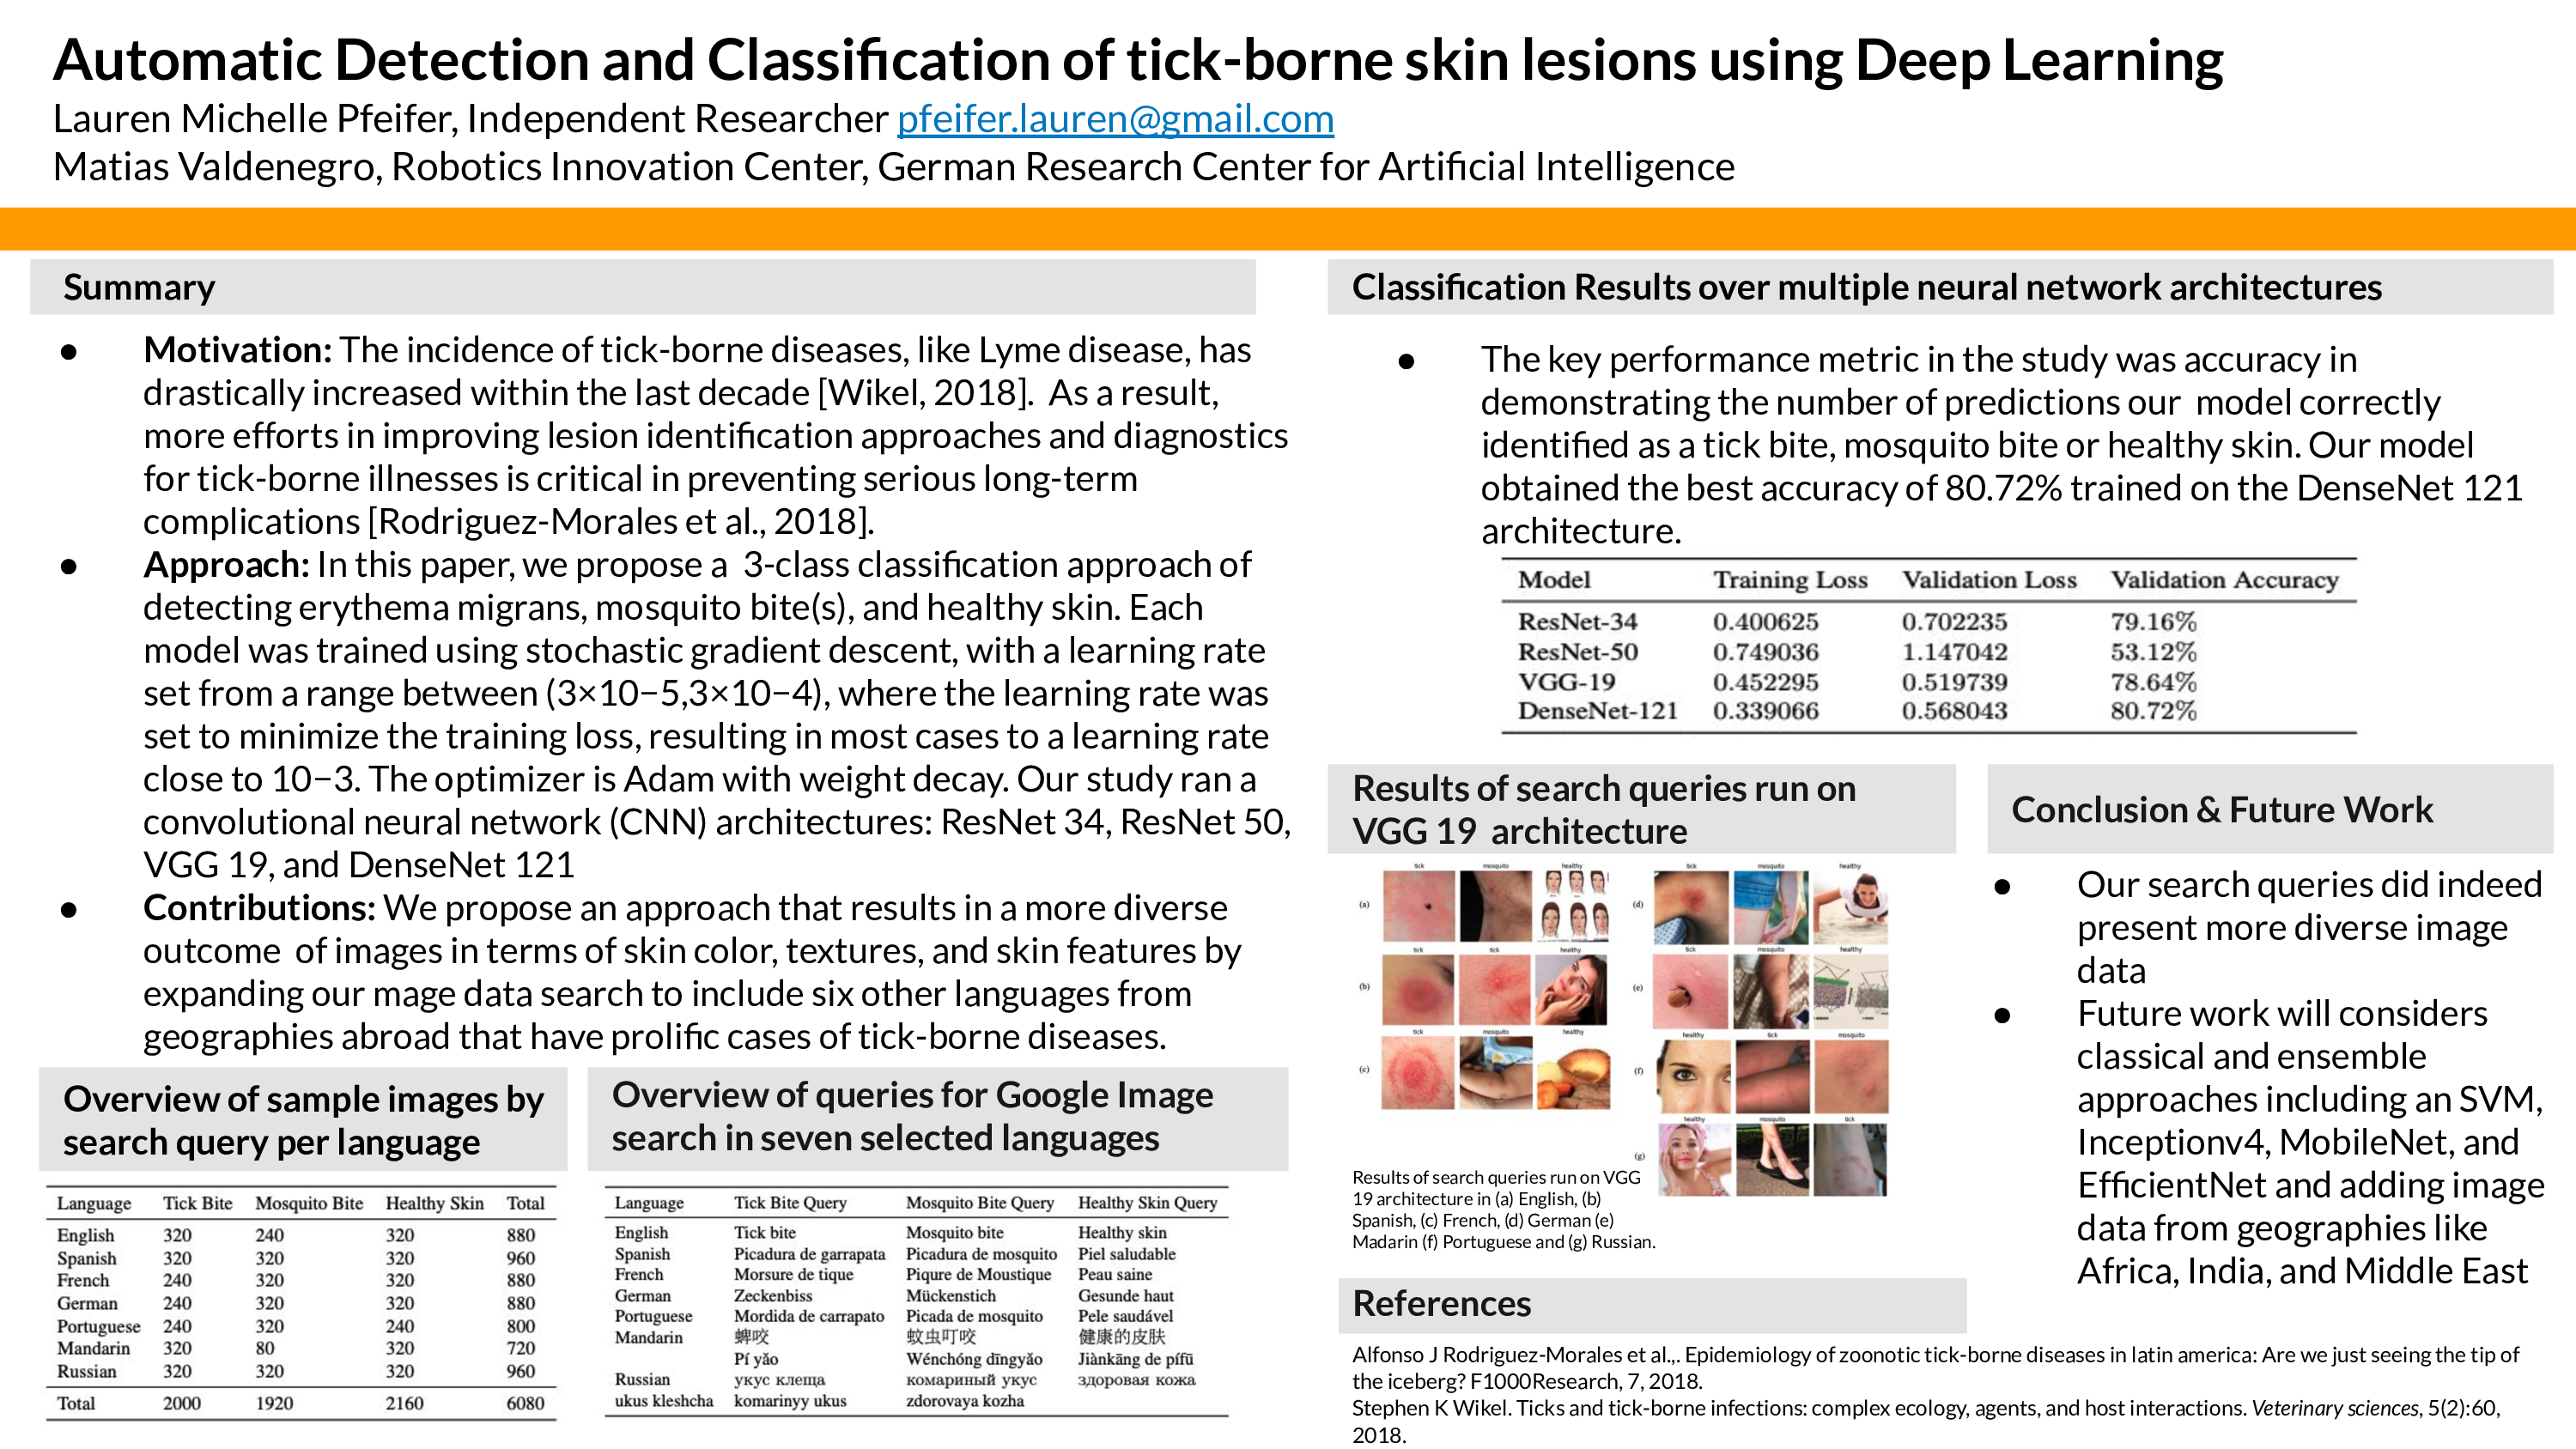 Automatic Detection and Classification of tick-borne skin lesions using Deep Learning
Lauren Michelle Pfeifer, Independent Researcher pfeifer.lauren@gmail.com
Matias Valdenegro, Robotics Innovation Center, German Research Center for Artificial Intelligence
Summary
● Motivation: The incidence of tick-borne diseases, like Lyme disease, has
drastically increased within the last decade [Wikel, 2018].  As a result,
more efforts in improving lesion identification approaches and diagnostics
for tick-borne illnesses is critical in preventing serious long-term
complications [Rodriguez-Morales et al., 2018].
● Approach: In this paper, we propose a  3-class classification approach of
detecting erythema migrans, mosquito bite(s), and healthy skin. Each
model was trained using stochastic gradient descent, with a learning rate
set from a range between (3×10−5,3×10−4), where the learning rate was
set to minimize the training loss, resulting in most cases to a learning rate
close to 10−3. The optimizer is Adam with weight decay. Our study ran a
convolutional neural network (CNN) architectures: ResNet 34, ResNet 50,
VGG 19, and DenseNet 121
● Contributions: We propose an approach that results in a more diverse
outcome  of images in terms of skin color, textures, and skin features by
expanding our mage data search to include six other languages from
geographies abroad that have prolific cases of tick-borne diseases.
Overview of sample images by
search query per language
Language Tick Bite Mosquito Bite Healthy Skin Total
English 320 240 320 880
Spanish 320 320 320 960
French 240 320 320 880
German 240 320 320 880
Portuguese 240 320 240 800
Mandarin 320 80 320 720
Russian 320 320 320 960
Total 2000 1920 2160 6080
Overview of queries for Google Image
search in seven selected languages
Language Tick Bite Query Mosquito Bite Query Healthy Skin Query
English Tick bite Mosquito bite Healthy skin
Spanish Picadura de garrapata Picadura de mosquito Piel saludable
French Morsure de tique Piqure de Moustique Peau saine
German Zeckenbiss Mückenstich Gesunde haut
Portuguese Mordida de carrapato Picada de mosquito Pele saudável
Mandarin 蜱咬 蚊虫叮咬 健康的皮肤
Pí yǎo Wénchóng dīngyǎo Jiànkāng de pífū
Russian укус клеща комариный укус здоровая кожа
ukus kleshcha komarinyy ukus zdorovaya kozha
Classification Results over multiple neural network architectures
● The key performance metric in the study was accuracy in
demonstrating the number of predictions our  model correctly
identified as a tick bite, mosquito bite or healthy skin. Our model
obtained the best accuracy of 80.72% trained on the DenseNet 121
architecture.
Model Training Loss Validation Loss Validation Accuracy
ResNet-34 0.400625 0.702235 79.16%
ResNet-50 0.749036 1.147042 53.12%
VGG-19 0.452295 0.519739 78.64%
DenseNet-121 0.339066 0.568043 80.72%
Results of search queries run on
VGG 19  architecture
tick mosquito healthy
(a)
tick tick healthy
(b)
tick mosquito healthy
(c)
tick mosquito healthy
(d)
tick mosquito healthy
(e)
healthy tick mosquito
(f)
healthy mosquito tick
(g)
Results of search queries run on VGG
19 architecture in (a) English, (b)
Spanish, (c) French, (d) German (e)
Madarin (f) Portuguese and (g) Russian.
Conclusion & Future Work
● Our search queries did indeed
present more diverse image
data
● Future work will considers
classical and ensemble
approaches including an SVM,
Inceptionv4, MobileNet, and
EfficientNet and adding image
data from geographies like
Africa, India, and Middle East
References
Alfonso J Rodriguez-Morales et al.,. Epidemiology of zoonotic tick-borne diseases in latin america: Are we just seeing the tip of
the iceberg? F1000Research, 7, 2018.
Stephen K Wikel. Ticks and tick-borne infections: complex ecology, agents, and host interactions. Veterinary sciences, 5(2):60,
2018.